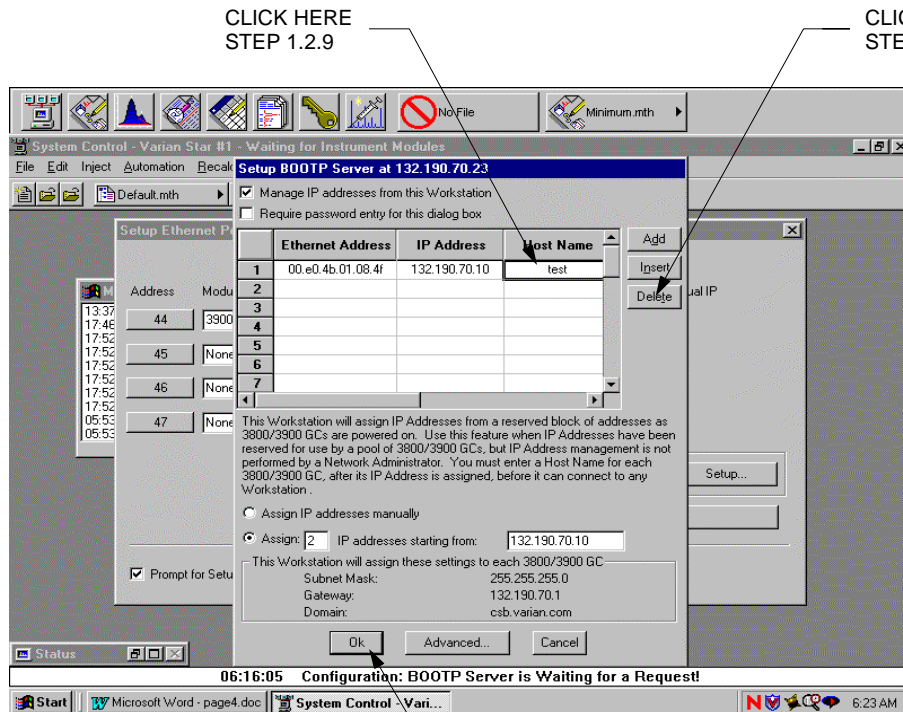 CLICK HERE
STEP 1.2.9
No File
Minimum.mth
System Control - Varian Star #1 - Waiting for Instrument Modules
File Edit Inject Automation
Default.mth
Setup BOOTP Server at 132.190.70.23
Manage IP addresses from this Workstation
Require password entry for this dialog box
Ethernet Address IP Address Host Name
1 00.e0.4b.01.08.4f 132.190.70.10 test
2
3
4
5
6
7
Add
Insert
Delete
Address
44 3900
45 None
46 None
47 None
13:37
17:46
17:52
17:52
17:52
17:52
17:52
17:52
05:53
05:53
This Workstation will assign IP Addresses from a reserved block of addresses as
3800/3900 GCs are powered on. Use this feature when IP Addresses have been
reserved for use by a pool of 3800/3900 GCs, but IP Address management is not
performed by a Network Administrator. You must enter a Host Name for each
3800/3900 GC, after its IP Address is assigned, before it can connect to any
Workstation .
Setup...
Assign IP addresses manually
Assign: 2 IP addresses starting from: 132.190.70.10
This Workstation will assign these settings to each 3800/3900 GC
Subnet Mask: 255.255.255.0
Gateway: 132.190.70.1
Domain: csb.varian.com
Prompt for
Ok
Advanced...
Cancel
Status
06:16:05 Configuration: BOOTP Server is Waiting for a Request!
Start
Microsoft Word - page4.doc
System Control - Vari...
6:23 AM